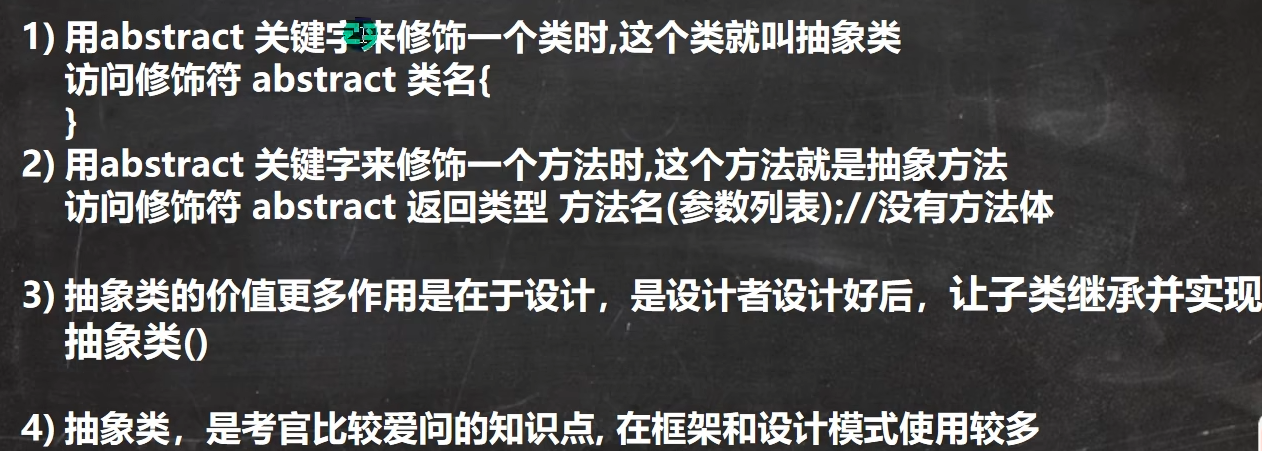 1) 用abstract 关键字来修饰一个类时,这个类就叫抽象类
访问修饰符 abstract 类名{
}
2) 用abstract 关键字来修饰一个方法时,这个方法就是抽象方法
访问修饰符 abstract 返回类型 方法名(参数列表);//没有方法体
3) 抽象类的价值更多作用是在于设计，是设计者设计好后，让子类继承并实现
抽象类()
4) 抽象类，是考官比较爱问的知识点, 在框架和设计模式使用较多